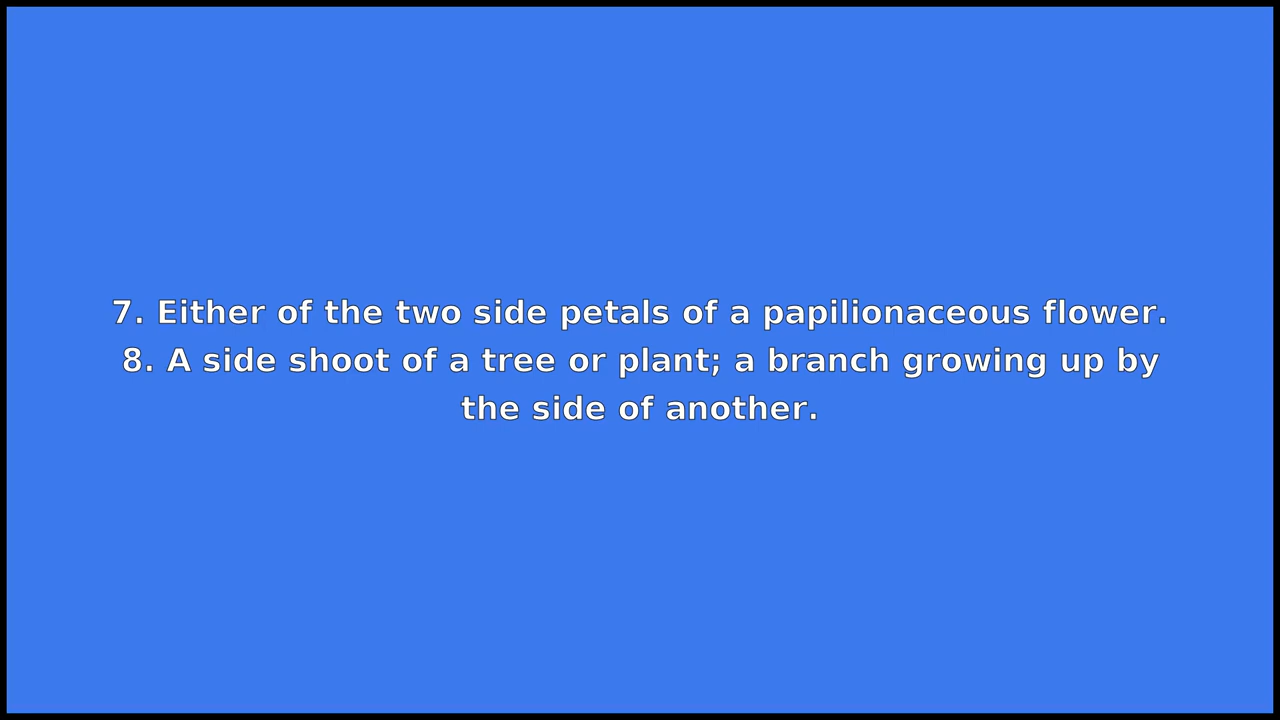 7. Either of the two side petals of a papilionaceous flower.
8. A side shoot of a tree or plant; a branch growing up by
the side of another.